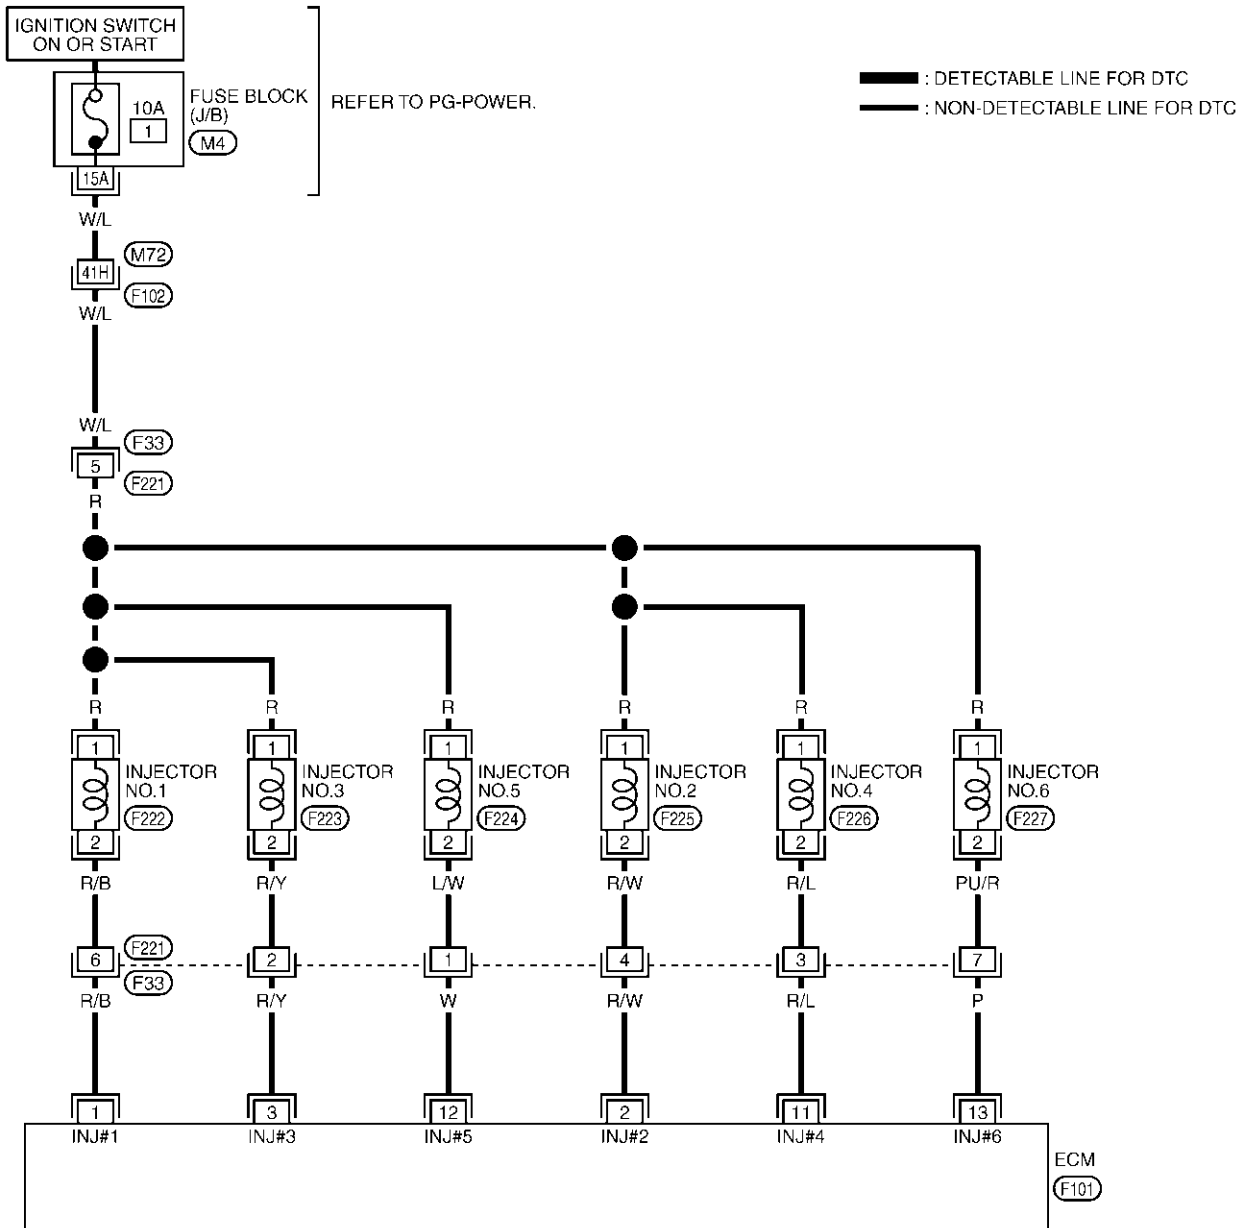 IGNITION SWITCH
ON OR START
10A
1
FUSE BLOCK
(J/B)
M4
REFER TO PG-POWER.
: DETECTABLE LINE FOR DTC
: NON-DETECTABLE LINE FOR DTC
15A
W/L
M72
41H
F102
W/L
W/L
F33
5
F221
R
R R R R R R
1 1 1 1 1 1
INJECTOR
NO.1
F222
INJECTOR
NO.3
F223
INJECTOR
NO.5
F224
INJECTOR
NO.2
F225
INJECTOR
NO.4
F226
INJECTOR
NO.6
F227
2 2 2 2 2 2
R/B R/Y L/W R/W R/L PU/R
F221
6 2 1 4 3 7
F33
R/B R/Y W R/W R/L P
1 3 12 2 11 13
INJ#1 INJ#3 INJ#5 INJ#2 INJ#4 INJ#6
ECM
F101